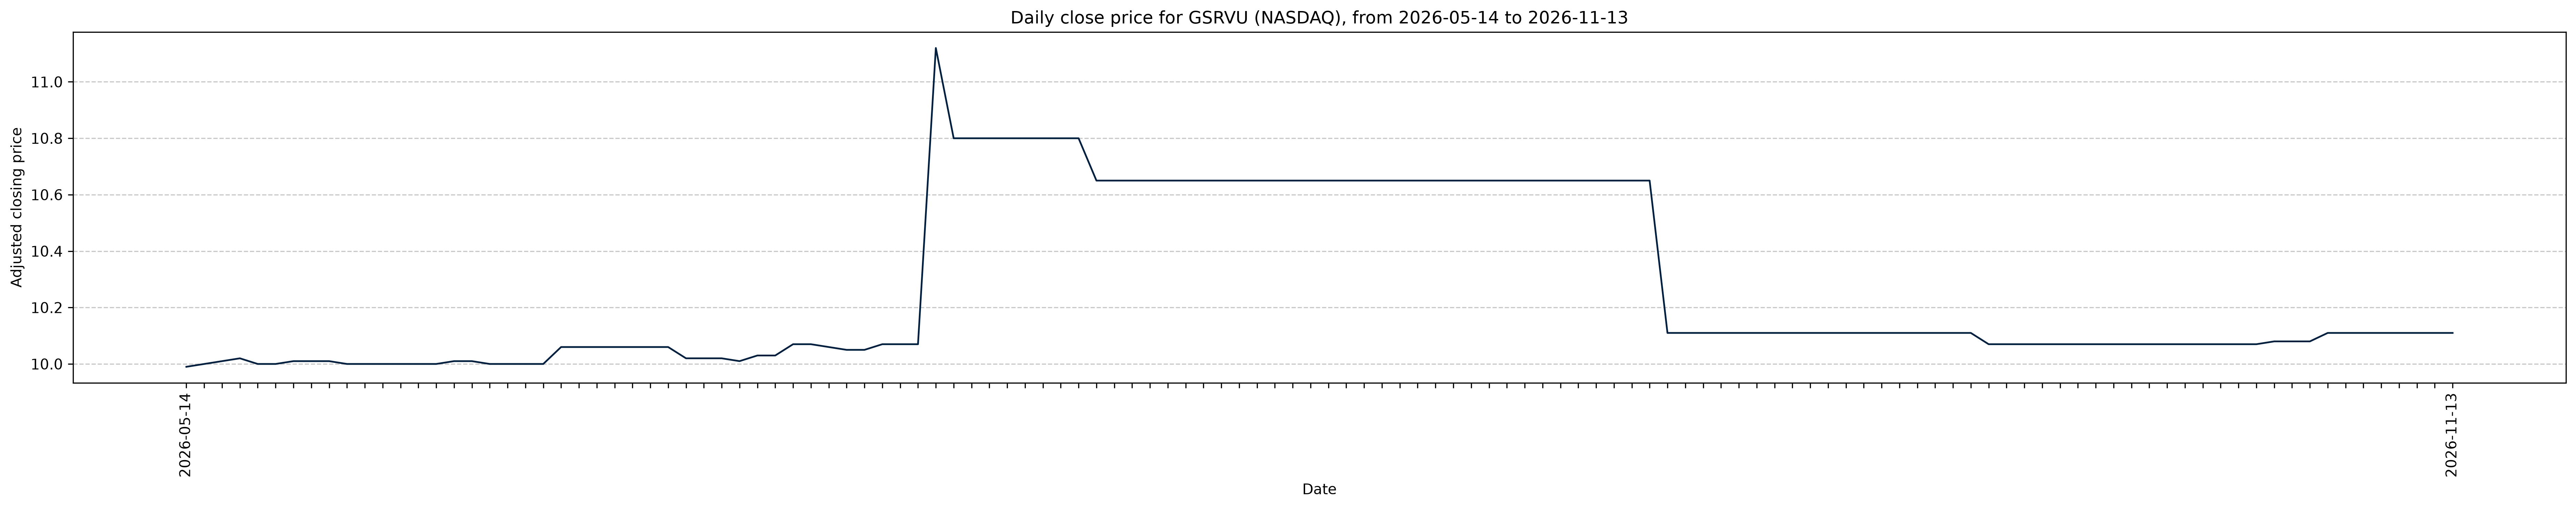 Daily close price for GSRVU (NASDAQ), from 2026-05-14 to 2026-11-13
Adjusted closing price
11.0
10.8
10.6
10.4
10.2
10.0
2026-05-14
2026-11-13
Date